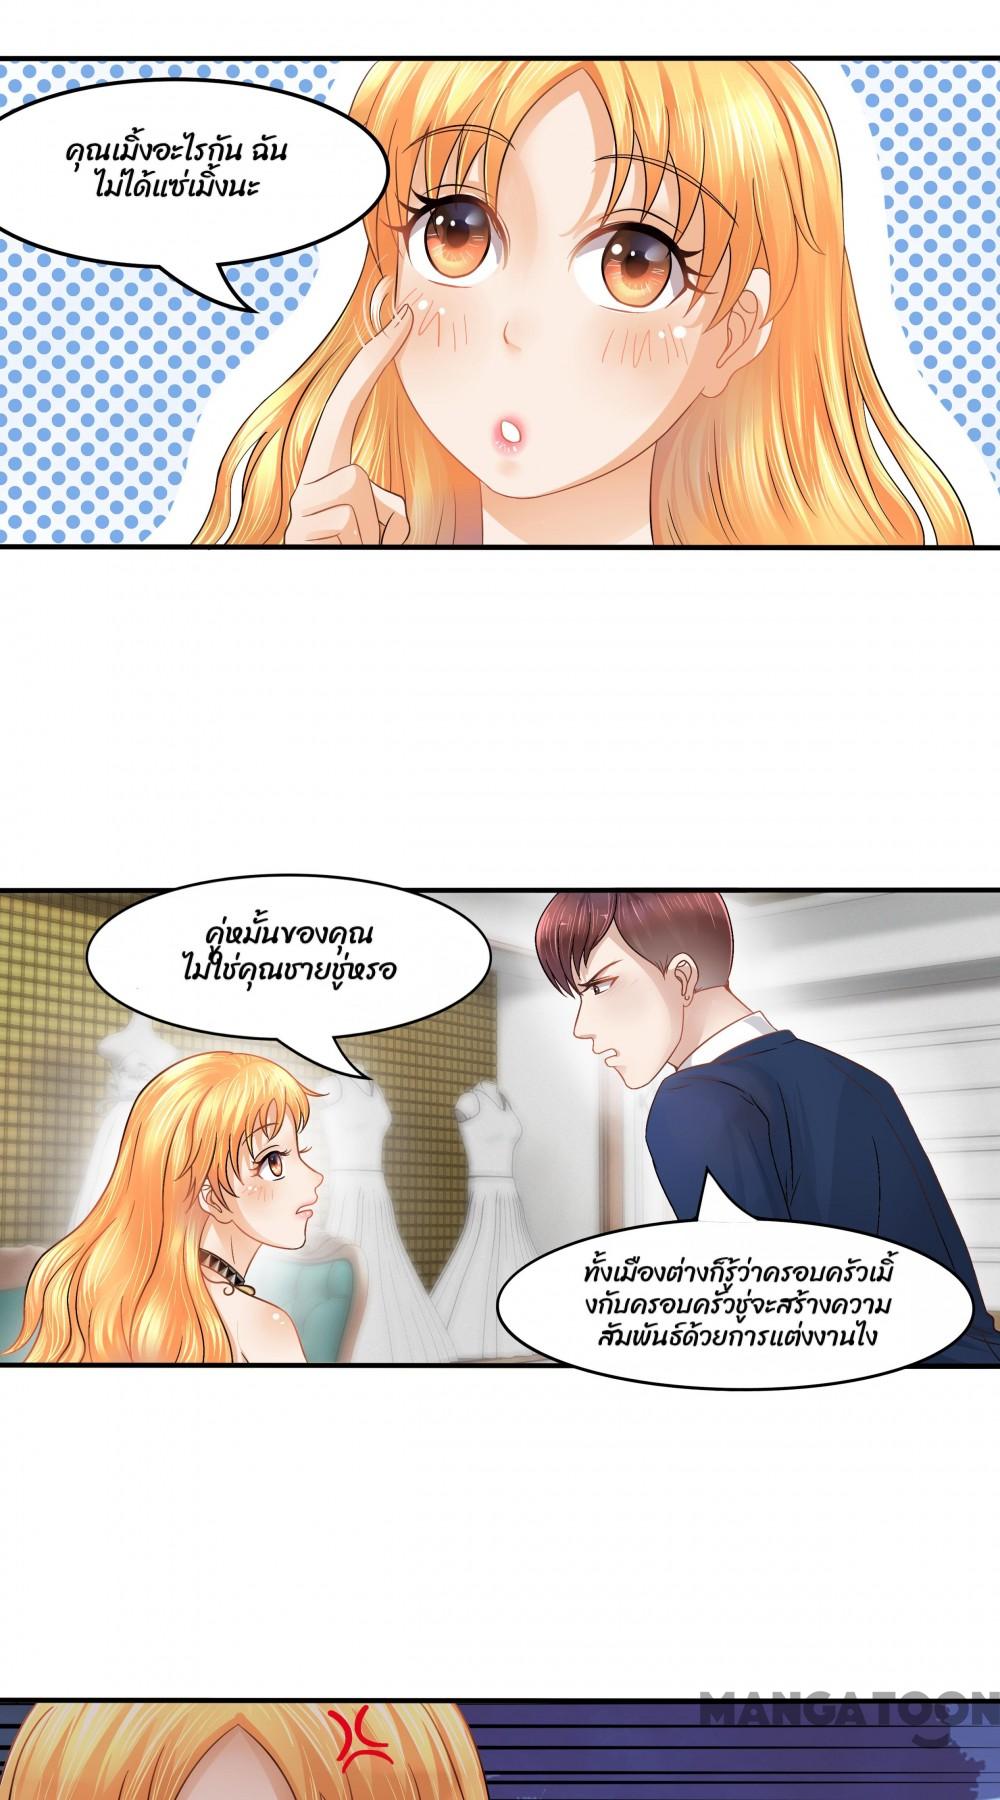 คุณเมิ้งอะไรกัน ฉัน
ไม่ได้แซ่เมิ้งนะ
คู่หมั้นของคุณ
ไม่ใช่คุณชายชู่หรอ
ทั้งเมืองต่างก็รู้ว่าครอบครัวเมิ้
งกับครอบครัวชู่จะสร้างความ
สัมพันธ์ด้วยการแต่งงานไง
MANGATOON